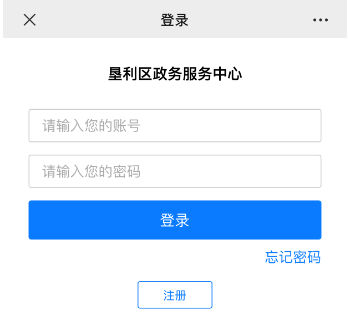 登录
垦利区政务服务中心
请输入您的账号
请输入您的密码
登录
忘记密码
注册